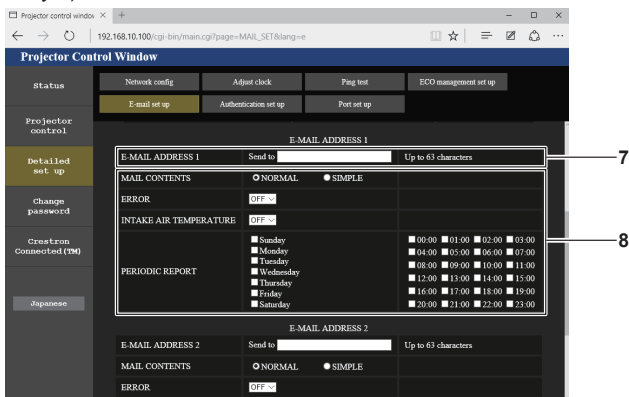 Projector control window × +
192.168.10.100/cgi-bin/main.cgi?page=MAIL_SET&lang=e
Projector Control Window
Status
Projector
control
Detailed
set up
Change
password
Crestron
Connected(TM)
Japanese
Network config Adjust clock Ping test ECO management set up
E-mail set up Authentication set up Port set up
E-MAIL ADDRESS 1
E-MAIL ADDRESS 1 Send to Up to 63 characters 7
MAIL CONTENTS NORMAL SIMPLE
ERROR OFF
INTAKE AIR TEMPERATURE OFF
PERIODIC REPORT
Sunday
Monday
Tuesday
Wednesday
Thursday
Friday
Saturday
00:00 01:00 02:00 03:00
04:00 05:00 06:00 07:00
08:00 09:00 10:00 11:00
12:00 13:00 14:00 15:00
16:00 17:00 18:00 19:00
20:00 21:00 22:00 23:00
8
E-MAIL ADDRESS 2
E-MAIL ADDRESS 2 Send to Up to 63 characters
MAIL CONTENTS NORMAL SIMPLE
ERROR OFF